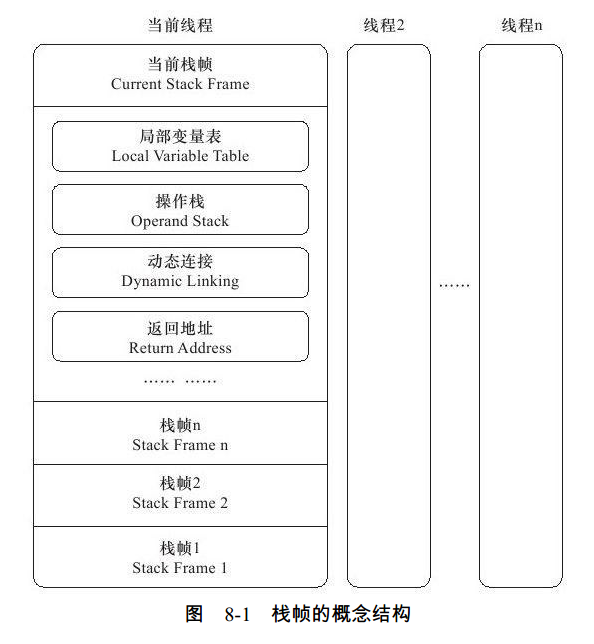 当前线程 线程2 线程n
当前栈帧
Current Stack Frame
局部变量表
Local Variable Table
操作栈
Operand Stack
动态连接
Dynamic Linking
……
返回地址
Return Address
…… ……
栈帧n
Stack Frame n
栈帧2
Stack Frame 2
栈帧1
Stack Frame 1
图 8-1 栈帧的概念结构